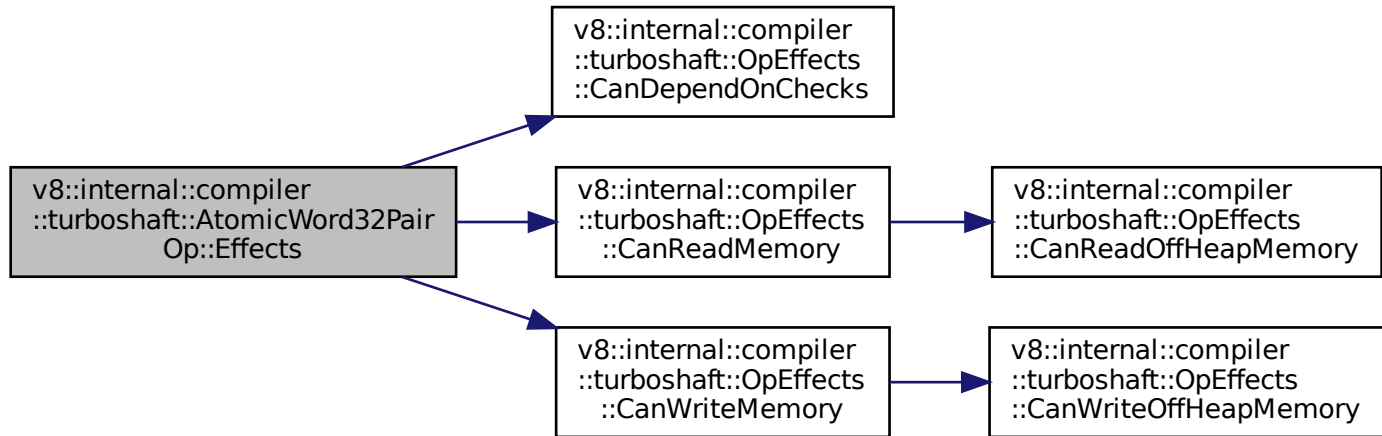 v8::internal::compiler
::turboshaft::OpEffects
::CanDependOnChecks
v8::internal::compiler
::turboshaft::AtomicWord32Pair
Op::Effects
v8::internal::compiler
::turboshaft::OpEffects
::CanReadMemory
v8::internal::compiler
::turboshaft::OpEffects
::CanReadOffHeapMemory
v8::internal::compiler
::turboshaft::OpEffects
::CanWriteMemory
v8::internal::compiler
::turboshaft::OpEffects
::CanWriteOffHeapMemory